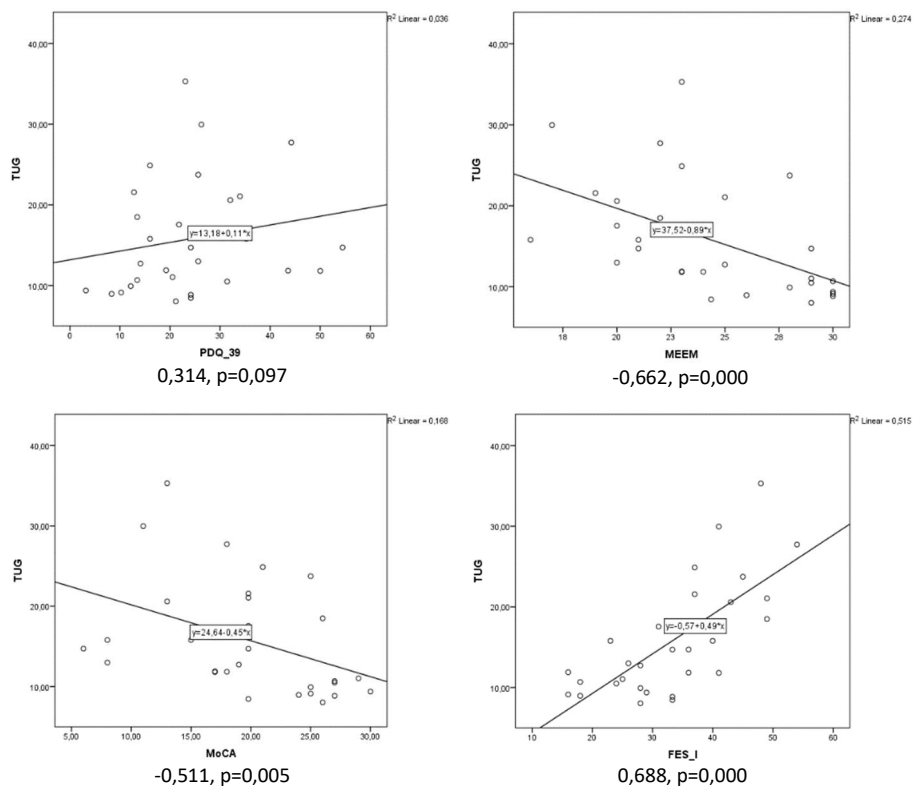 R² Linear = 0,036
40,00
30,00
TUG
20,00
y=13,18+0,11*x
10,00
0 10 20 30 40 50 60
PDQ_39
0,314, p=0,097
R² Linear = 0,274
40,00
30,00
TUG
20,00
y=37,52-0,89*x
10,00
18 20 23 25 28 30
MEEM
-0,662, p=0,000
R² Linear = 0,168
40,00
30,00
TUG
20,00
y=24,64-0,45*x
10,00
5,00 10,00 15,00 20,00 25,00 30,00
MoCA
-0,511, p=0,005
R² Linear = 0,515
40,00
30,00
TUG
20,00
y=-0,57+0,49*x
10,00
10 20 30 40 50 60
FES_I
0,688, p=0,000